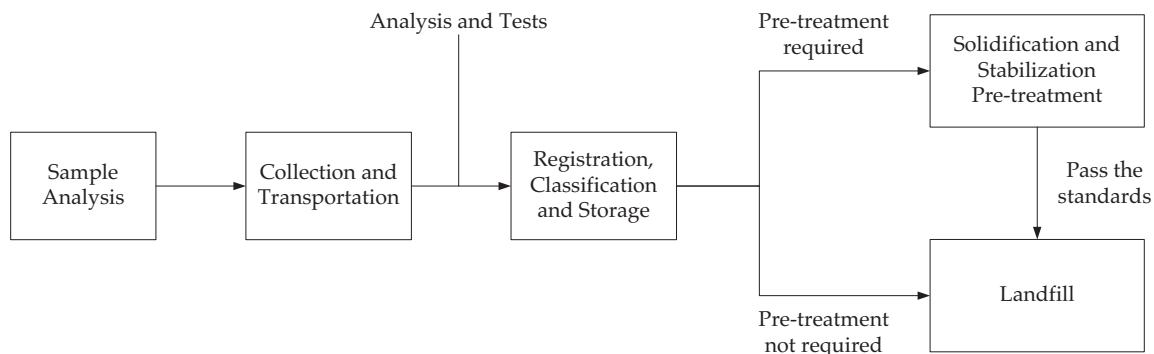 Analysis and Tests
Pre-treatment
required
Solidification and
Stabilization
Pre-treatment
Sample
Analysis
Collection and
Transportation
Registration,
Classification
and Storage
Pass the
standards
Landfill
Pre-treatment
not required